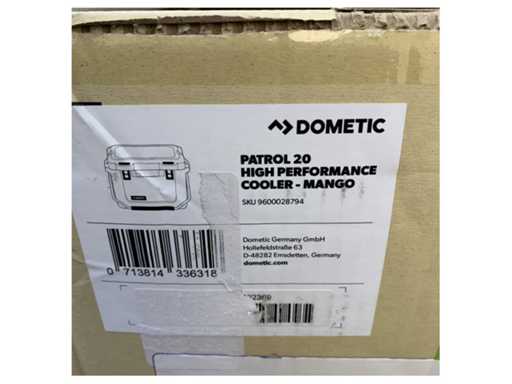 DOMETIC
PATROL 20
HIGH PERFORMANCE
COOLER - MANGO
SKU 9600028794
Dometic Germany GmbH
Hollefeldstraße 63
D-48282 Emsdetten, Germany
dometic.com
0 713814 336318